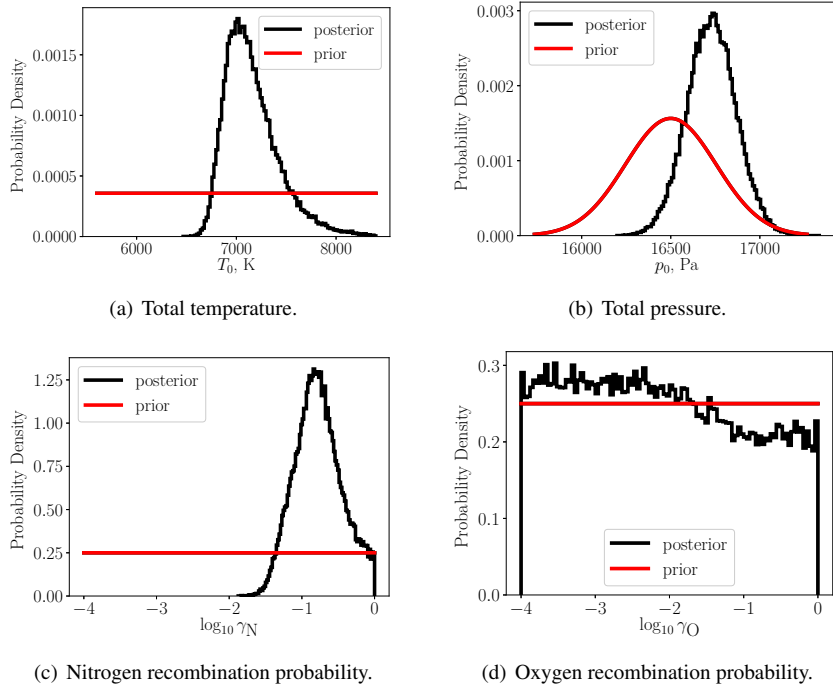 0.0015
0.0010
0.0005
0.0000
Probability Density
posterior
prior
6000 7000 8000
T₀, K
(a) Total temperature.
0.003
0.002
0.001
0.000
Probability Density
posterior
prior
16000 16500 17000
p₀, Pa
(b) Total pressure.
1.25
1.00
0.75
0.50
0.25
0.00
Probability Density
posterior
prior
−4 −3 −2 −1 0
log₁₀ γ_N
(c) Nitrogen recombination probability.
0.3
0.2
0.1
0.0
Probability Density
posterior
prior
−4 −3 −2 −1 0
log₁₀ γ_O
(d) Oxygen recombination probability.